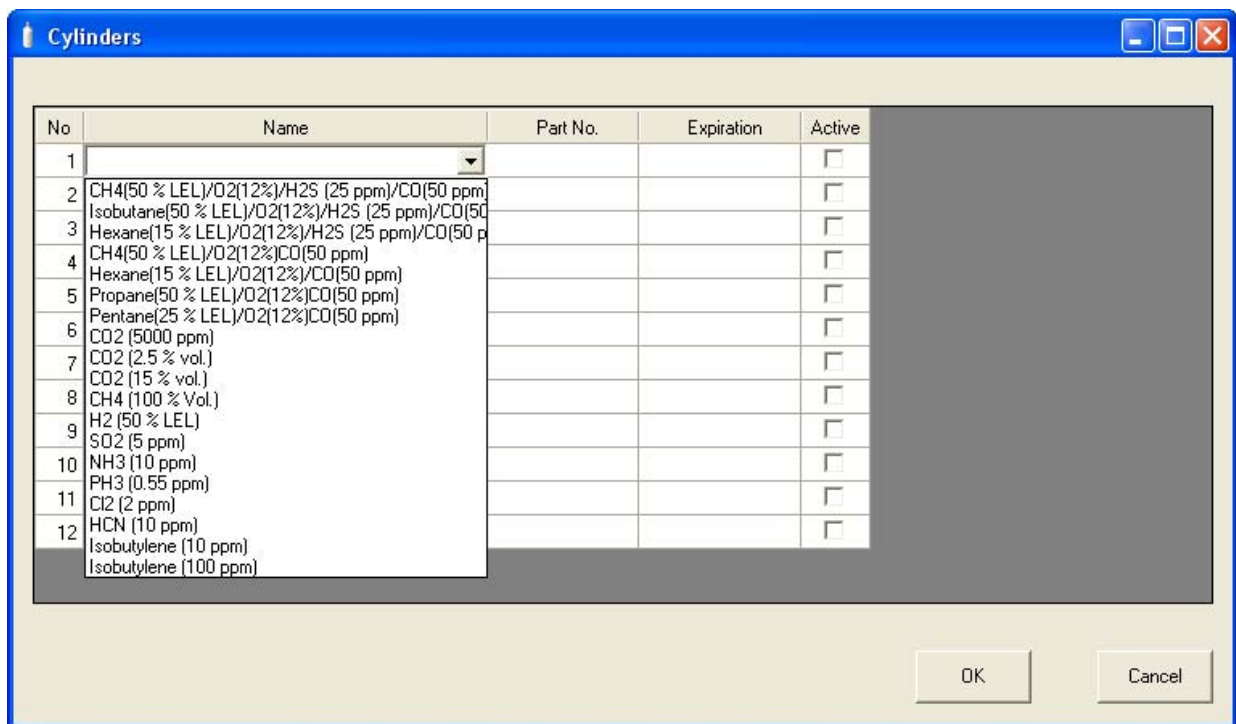 Cylinders
No Name Part No. Expiration Active
1
2
3
4
5
6
7
8
9
10
11
12
CH4(50 % LEL)/O2(12%)/H2S (25 ppm)/CO(50 ppm)
Isobutane(50 % LEL)/O2(12%)/H2S (25 ppm)/CO(50
Hexane(15 % LEL)/O2(12%)/H2S (25 ppm)/CO(50 p
CH4(50 % LEL)/O2(12%)CO(50 ppm)
Hexane(15 % LEL)/O2(12%)/CO(50 ppm)
Propane(50 % LEL)/O2(12%)CO(50 ppm)
Pentane(25 % LEL)/O2(12%)CO(50 ppm)
CO2 (5000 ppm)
CO2 (2.5 % vol.)
CO2 (15 % vol.)
CH4 (100 % Vol.)
H2 (50 % LEL)
SO2 (5 ppm)
NH3 (10 ppm)
PH3 (0.55 ppm)
Cl2 (2 ppm)
HCN (10 ppm)
Isobutylene (10 ppm)
Isobutylene (100 ppm)
OK Cancel